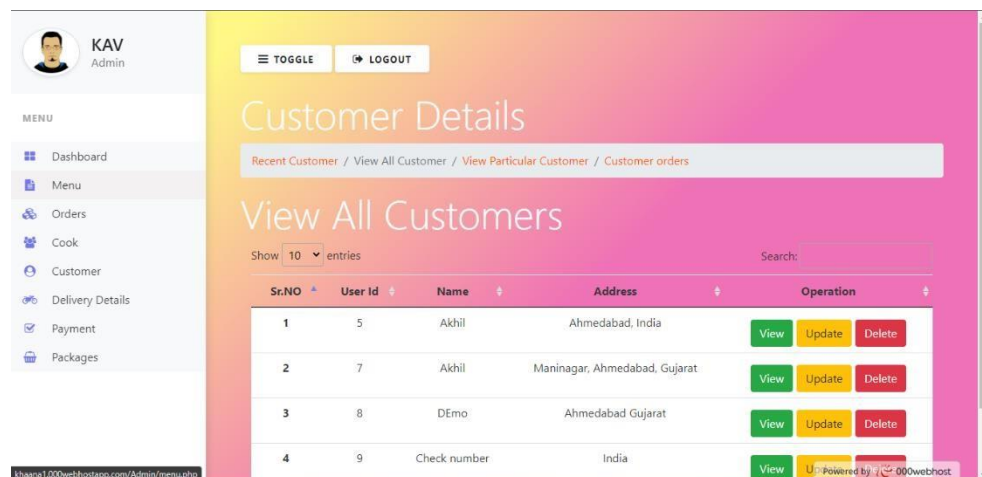 KAV
Admin
MENU
Dashboard
Menu
Orders
Cook
Customer
Delivery Details
Payment
Packages
TOGGLE
LOGOUT
Customer Details
Recent Customer / View All Customer / View Particular Customer / Customer orders
View All Customers
Show 10 entries
Search:
Sr.NO User Id Name Address Operation
1 5 Akhil Ahmedabad, India View Update Delete
2 7 Akhil Maninagar, Ahmedabad, Gujarat View Update Delete
3 8 DEmo Ahmedabad Gujarat View Update Delete
4 9 Check number India View
Powered by 000webhost
khaana1.000webhostapp.com/Admin/menu.php